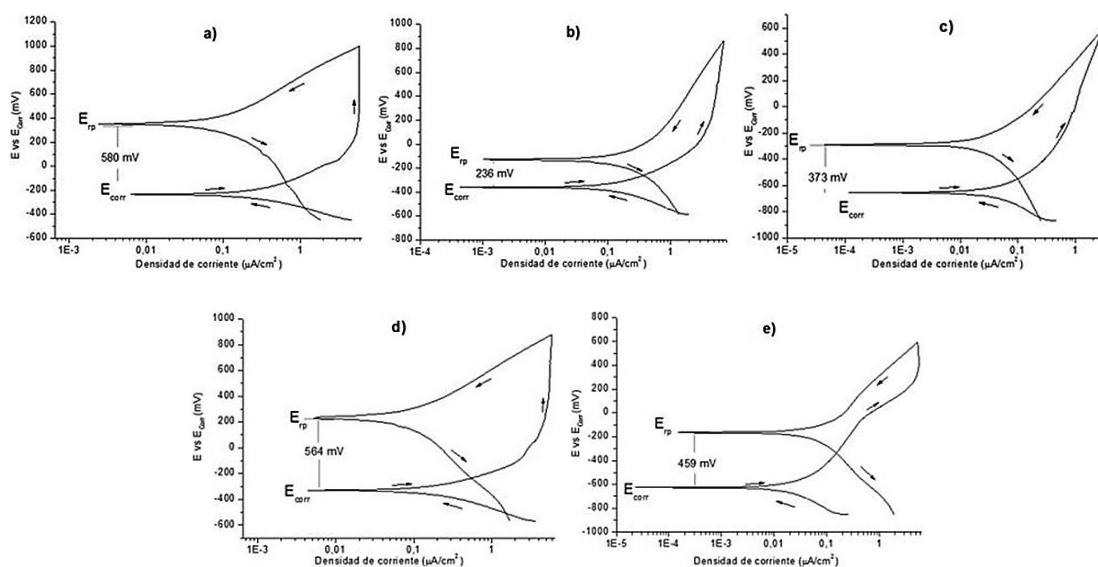 a)
E vs E_Corr (mV)
1200
1000
800
600
400
200
0
-200
-400
-600
E_rp
580 mV
E_corr
1E-3 0,01 0,1 1
Densidad de corriente (µA/cm²)
b)
E vs E_Corr (mV)
1000
800
600
400
200
0
-200
-400
-600
-800
E_rp
236 mV
E_corr
1E-4 1E-3 0,01 0,1 1
Densidad de corriente (µA/cm²)
c)
E vs E_Corr (mV)
600
400
200
0
-200
-400
-600
-800
-1000
E_rp
373 mV
E_corr
1E-5 1E-4 1E-3 0,01 0,1 1
Densidad de corriente (µA/cm²)
d)
E vs E_Corr (mV)
1000
800
600
400
200
0
-200
-400
-600
E_rp
564 mV
E_corr
1E-3 0,01 0,1 1
Densidad de corriente (µA/cm²)
e)
E vs E_Corr (mV)
800
600
400
200
0
-200
-400
-600
-800
-1000
E_rp
459 mV
E_corr
1E-5 1E-4 1E-3 0,01 0,1 1
Densidad de corriente (µA/cm²)